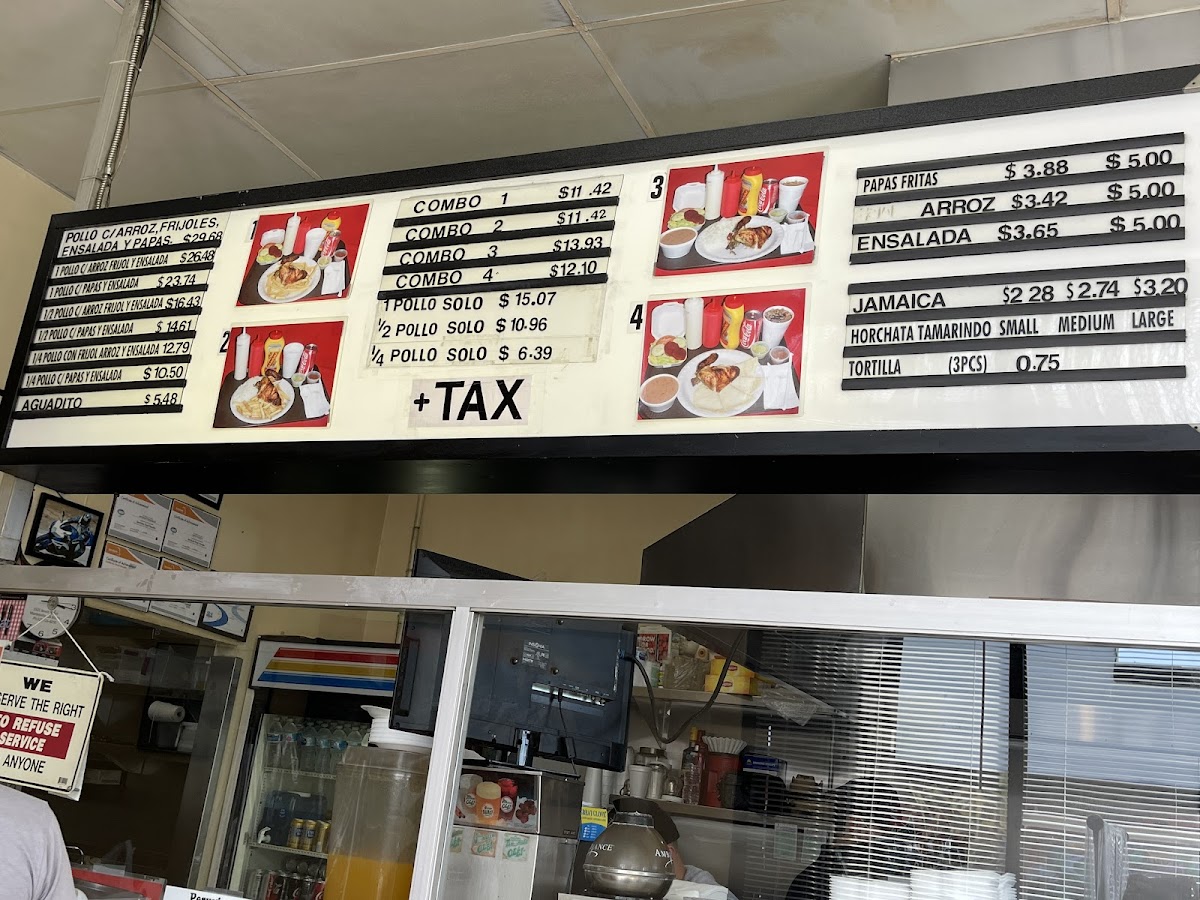 POLLO C/ ARROZ, FRIJOLES,
ENSALADA Y PAPAS $29.68
1 POLLO C/ ARROZ FRIJOL Y ENSALADA $26.48
1 POLLO C/ PAPAS Y ENSALADA $23.74
1/2 POLLO C/ ARROZ FRIJOL Y ENSALADA $16.43
1/2 POLLO C/ PAPAS Y ENSALADA $14.61
1/4 POLLO CON FRIJOL ARROZ Y ENSALADA 12.79
1/4 POLLO C/ PAPAS Y ENSALADA $10.50
AGUADITO $5.48
1
2
COMBO 1 $11.42
COMBO 2 $11.42
COMBO 3 $13.93
COMBO 4 $12.10
1 POLLO SOLO $15.07
1/2 POLLO SOLO $10.96
1/4 POLLO SOLO $6.39
+ TAX
3
4
PAPAS FRITAS $3.88 $5.00
ARROZ $3.42 $5.00
ENSALADA $3.65 $5.00
JAMAICA $2 28 $2.74 $3.20
HORCHATA TAMARINDO SMALL MEDIUM LARGE
TORTILLA (3PCS) 0.75
WE
SERVE THE RIGHT
TO REFUSE
SERVICE
ANYONE